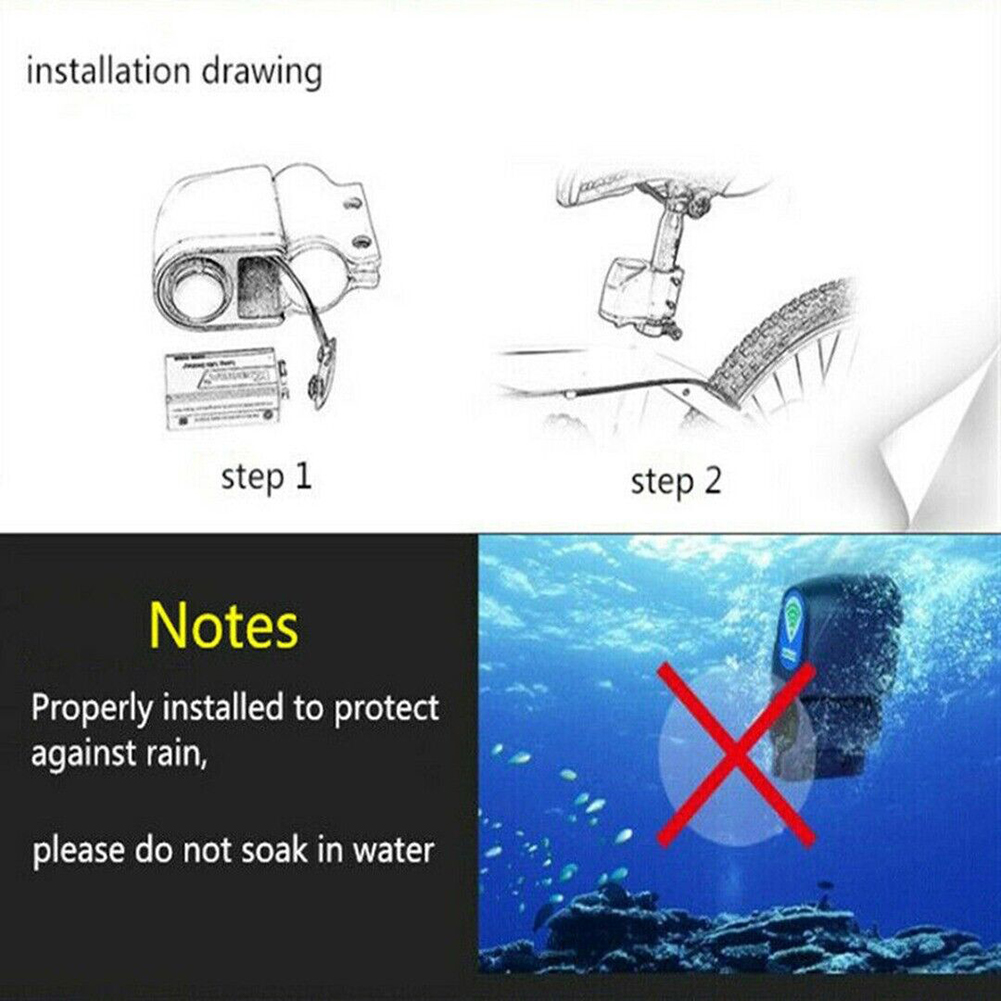 installation drawing
step 1
step 2
Notes
Properly installed to protect
against rain,
please do not soak in water